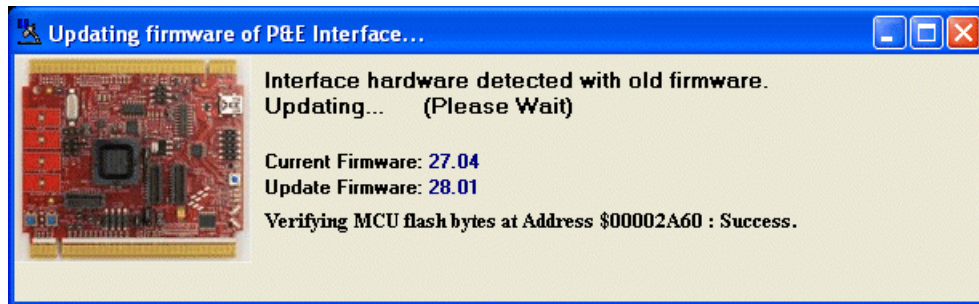 Updating firmware of P&E Interface...
Interface hardware detected with old firmware.
Updating... (Please Wait)
Current Firmware: 27.04
Update Firmware: 28.01
Verifying MCU flash bytes at Address $00002A60 : Success.